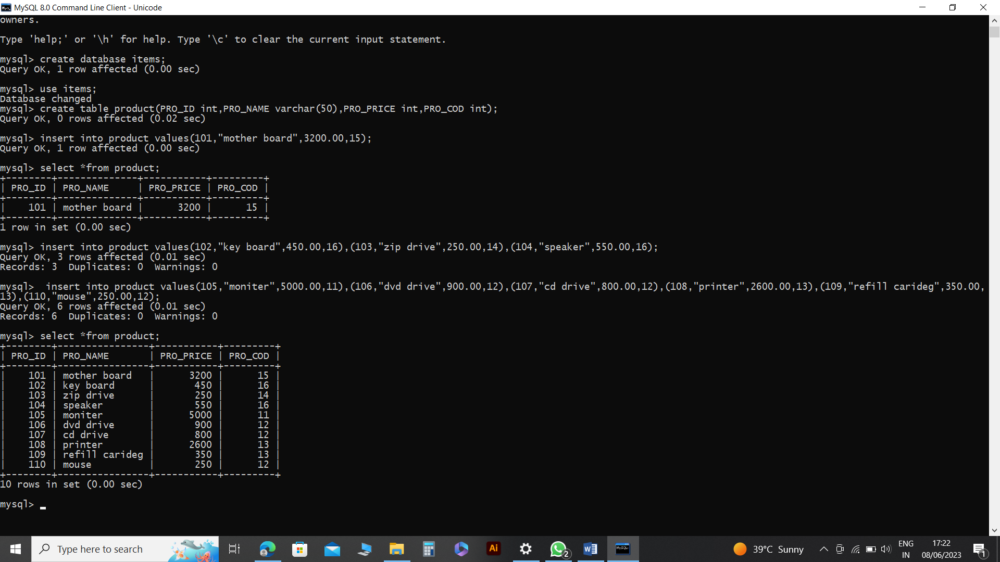 MySQL 8.0 Command Line Client - Unicode
owners.
Type 'help;' or '\h' for help. Type '\c' to clear the current input statement.
mysql> create database items;
Query OK, 1 row affected (0.00 sec)
mysql> use items;
Database changed
mysql> create table product(PRO_ID int,PRO_NAME varchar(50),PRO_PRICE int,PRO_COD int);
Query OK, 0 rows affected (0.02 sec)
mysql> insert into product values(101,"mother board",3200.00,15);
Query OK, 1 row affected (0.00 sec)
mysql> select *from product;
+--------+--------------+-----------+---------+
| PRO_ID | PRO_NAME     | PRO_PRICE | PRO_COD |
+--------+--------------+-----------+---------+
|    101 | mother board |      3200 |      15 |
+--------+--------------+-----------+---------+
1 row in set (0.00 sec)
mysql> insert into product values(102,"key board",450.00,16),(103,"zip drive",250.00,14),(104,"speaker",550.00,16);
Query OK, 3 rows affected (0.01 sec)
Records: 3  Duplicates: 0  Warnings: 0
mysql>  insert into product values(105,"moniter",5000.00,11),(106,"dvd drive",900.00,12),(107,"cd drive",800.00,12),(108,"printer",2600.00,13),(109,"refill carideg",350.00,
13),(110,"mouse",250.00,12);
Query OK, 6 rows affected (0.01 sec)
Records: 6  Duplicates: 0  Warnings: 0
mysql> select *from product;
+--------+----------------+-----------+---------+
| PRO_ID | PRO_NAME       | PRO_PRICE | PRO_COD |
+--------+----------------+-----------+---------+
|    101 | mother board   |      3200 |      15 |
|    102 | key board      |       450 |      16 |
|    103 | zip drive      |       250 |      14 |
|    104 | speaker        |       550 |      16 |
|    105 | moniter        |      5000 |      11 |
|    106 | dvd drive      |       900 |      12 |
|    107 | cd drive       |       800 |      12 |
|    108 | printer        |      2600 |      13 |
|    109 | refill carideg |       350 |      13 |
|    110 | mouse          |       250 |      12 |
+--------+----------------+-----------+---------+
10 rows in set (0.00 sec)
mysql>
Type here to search
Ai
2
W
MySQL
39°C Sunny
ENG
IN
17:22
08/06/2023
1